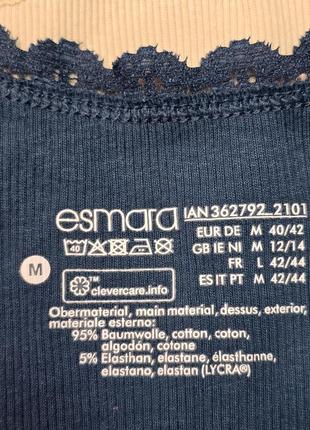 esmara IAN 362792_2101
EUR DE M 40/42
GB IE NI M 12/14
FR L 42/44
ES IT PT M 42/44
40
M
™ clevercare.info
Obermaterial, main material, dessus, exterior,
materiale esterno:
95% Baumwolle, cotton, coton,
algodón, cotone
5% Elasthan, elastane, élasthanne,
elastano, elastan (LYCRA®)